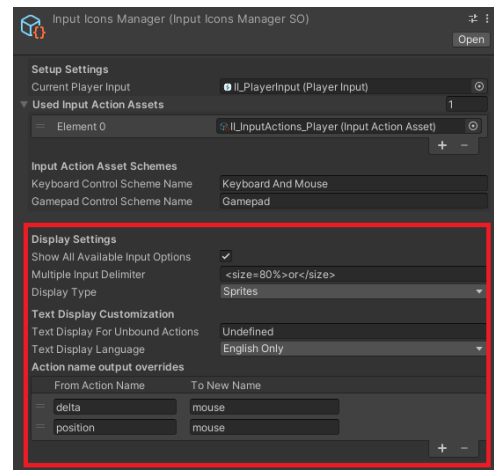 Input Icons Manager (Input Icons Manager SO)
Open
Setup Settings
Current Player Input II_PlayerInput (Player Input)
Used Input Action Assets 1
Element 0 II_InputActions_Player (Input Action Asset)
+ -
Input Action Asset Schemes
Keyboard Control Scheme Name Keyboard And Mouse
Gamepad Control Scheme Name Gamepad
Display Settings
Show All Available Input Options
Multiple Input Delimiter <size=80%>or</size>
Display Type Sprites
Text Display Customization
Text Display For Unbound Actions Undefined
Text Display Language English Only
Action name output overrides
From Action Name To New Name
delta mouse
position mouse
+ -